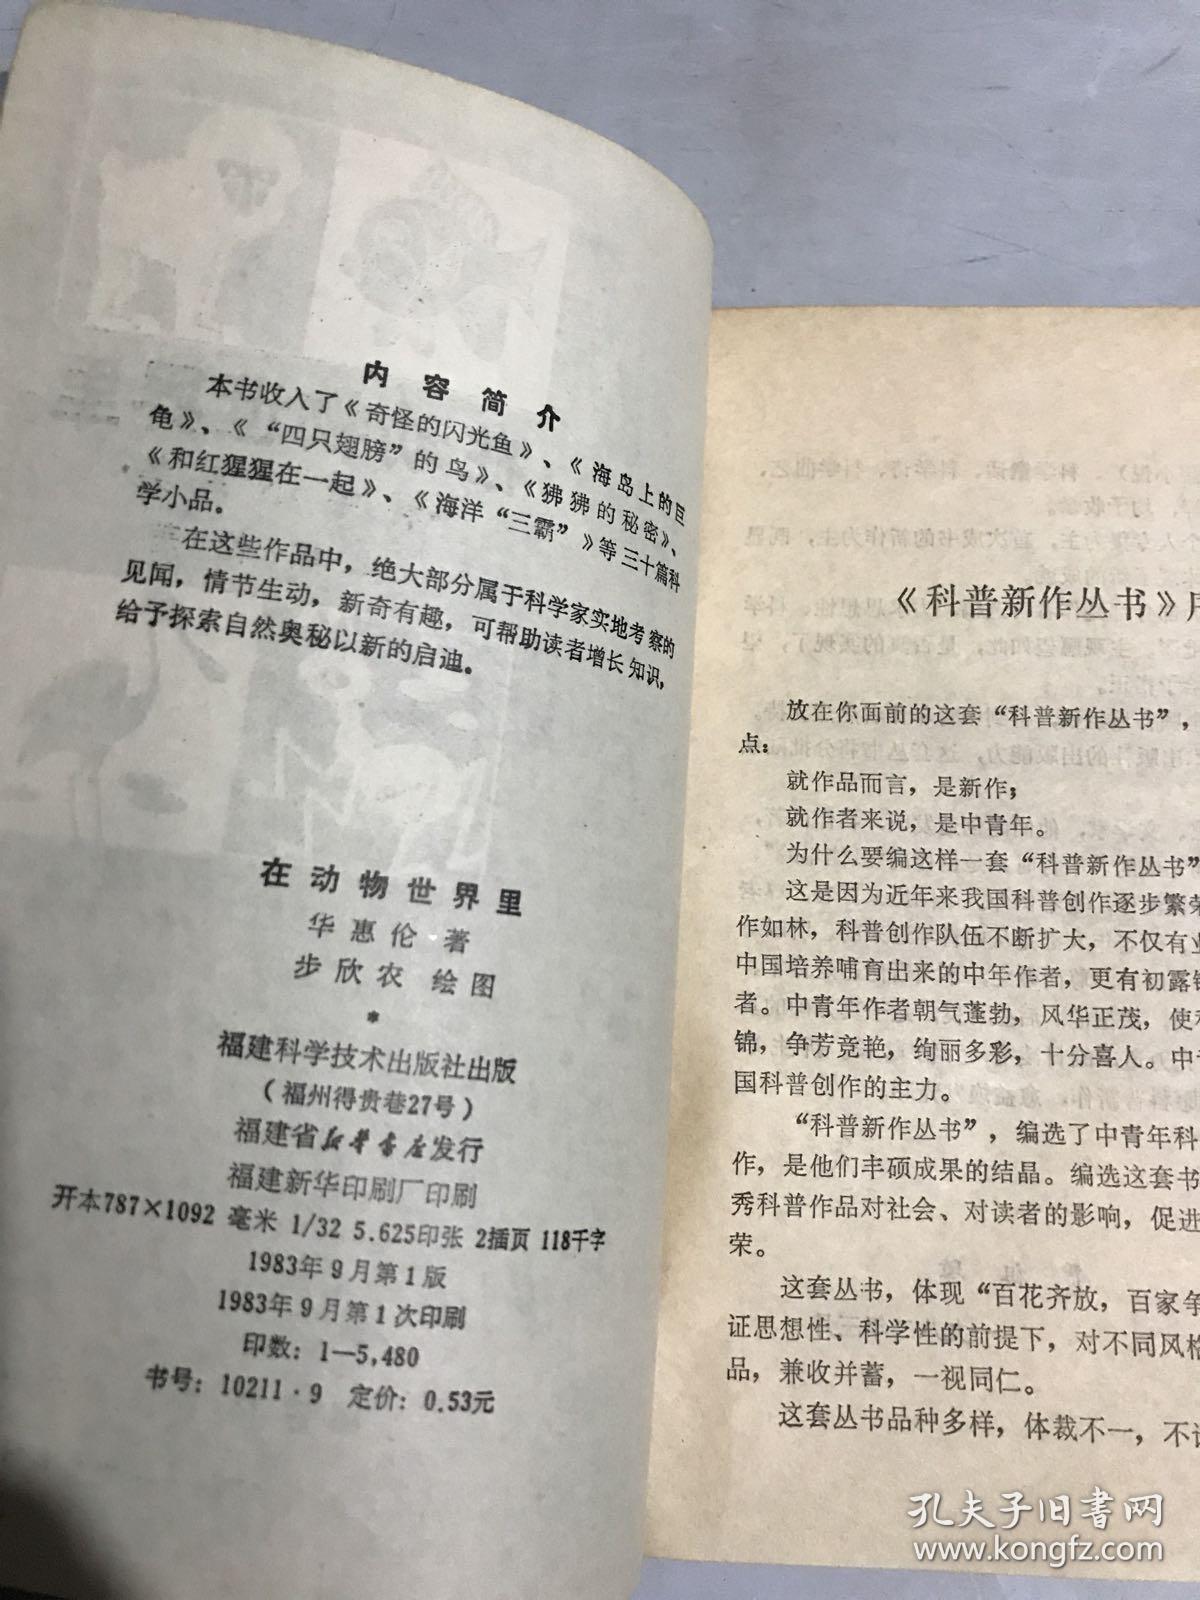 内容简介
本书收入了《奇怪的闪光鱼》、《海岛上的巨
龟》、《“四只翅膀”的鸟》、《狒狒的秘密》、
《和红猩猩在一起》、《海洋“三霸”》等三十篇科
学小品。
在这些作品中，绝大部分属于科学家实地考察的
见闻，情节生动，新奇有趣，可帮助读者增长知识，
给予探索自然奥秘以新的启迪。
在动物世界里
华惠伦 著
步欣农 绘图
*
福建科学技术出版社出版
（福州得贵巷27号）
福建省新华书店发行
福建新华印刷厂印刷
开本787×1092 毫米 1/32 5.625印张 2插页 118千字
1983年9月第1版
1983年9月第1次印刷
印数：1—5,480
书号：10211·9 定价：0.53元
《科普新作丛书》
放在你面前的这套“科普新作丛书”，
点：
就作品而言，是新作；
就作者来说，是中青年。
为什么要编这样一套“科普新作丛书”
这是因为近年来我国科普创作逐步繁荣
作如林，科普创作队伍不断扩大，不仅有业
中国培养哺育出来的中年作者，更有初露
者。中青年作者朝气蓬勃，风华正茂，使
锦，争芳竞艳，绚丽多彩，十分喜人。中
国科普创作的主力。
“科普新作丛书”，编选了中青年科
作，是他们丰硕成果的结晶。编选这套书
秀科普作品对社会、对读者的影响，促进
荣。
这套丛书，体现“百花齐放，百家争
证思想性、科学性的前提下，对不同风格
品，兼收并蓄，一视同仁。
这套丛书品种多样，体裁不一，不
孔夫子旧书网
www.kongfz.com